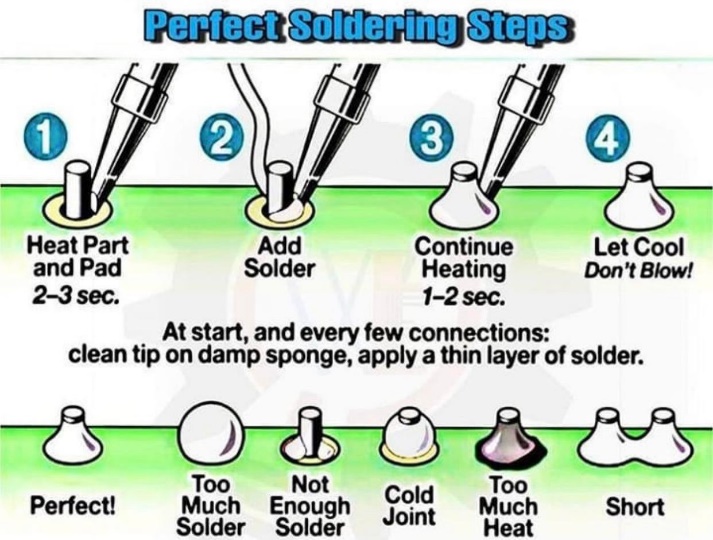 Perfect Soldering Steps
1
2
3
4
Heat Part
and Pad
2–3 sec.
Add
Solder
Continue
Heating
1–2 sec.
Let Cool
Don't Blow!
At start, and every few connections:
clean tip on damp sponge, apply a thin layer of solder.
Perfect!
Too
Much
Solder
Not
Enough
Solder
Cold
Joint
Too
Much
Heat
Short